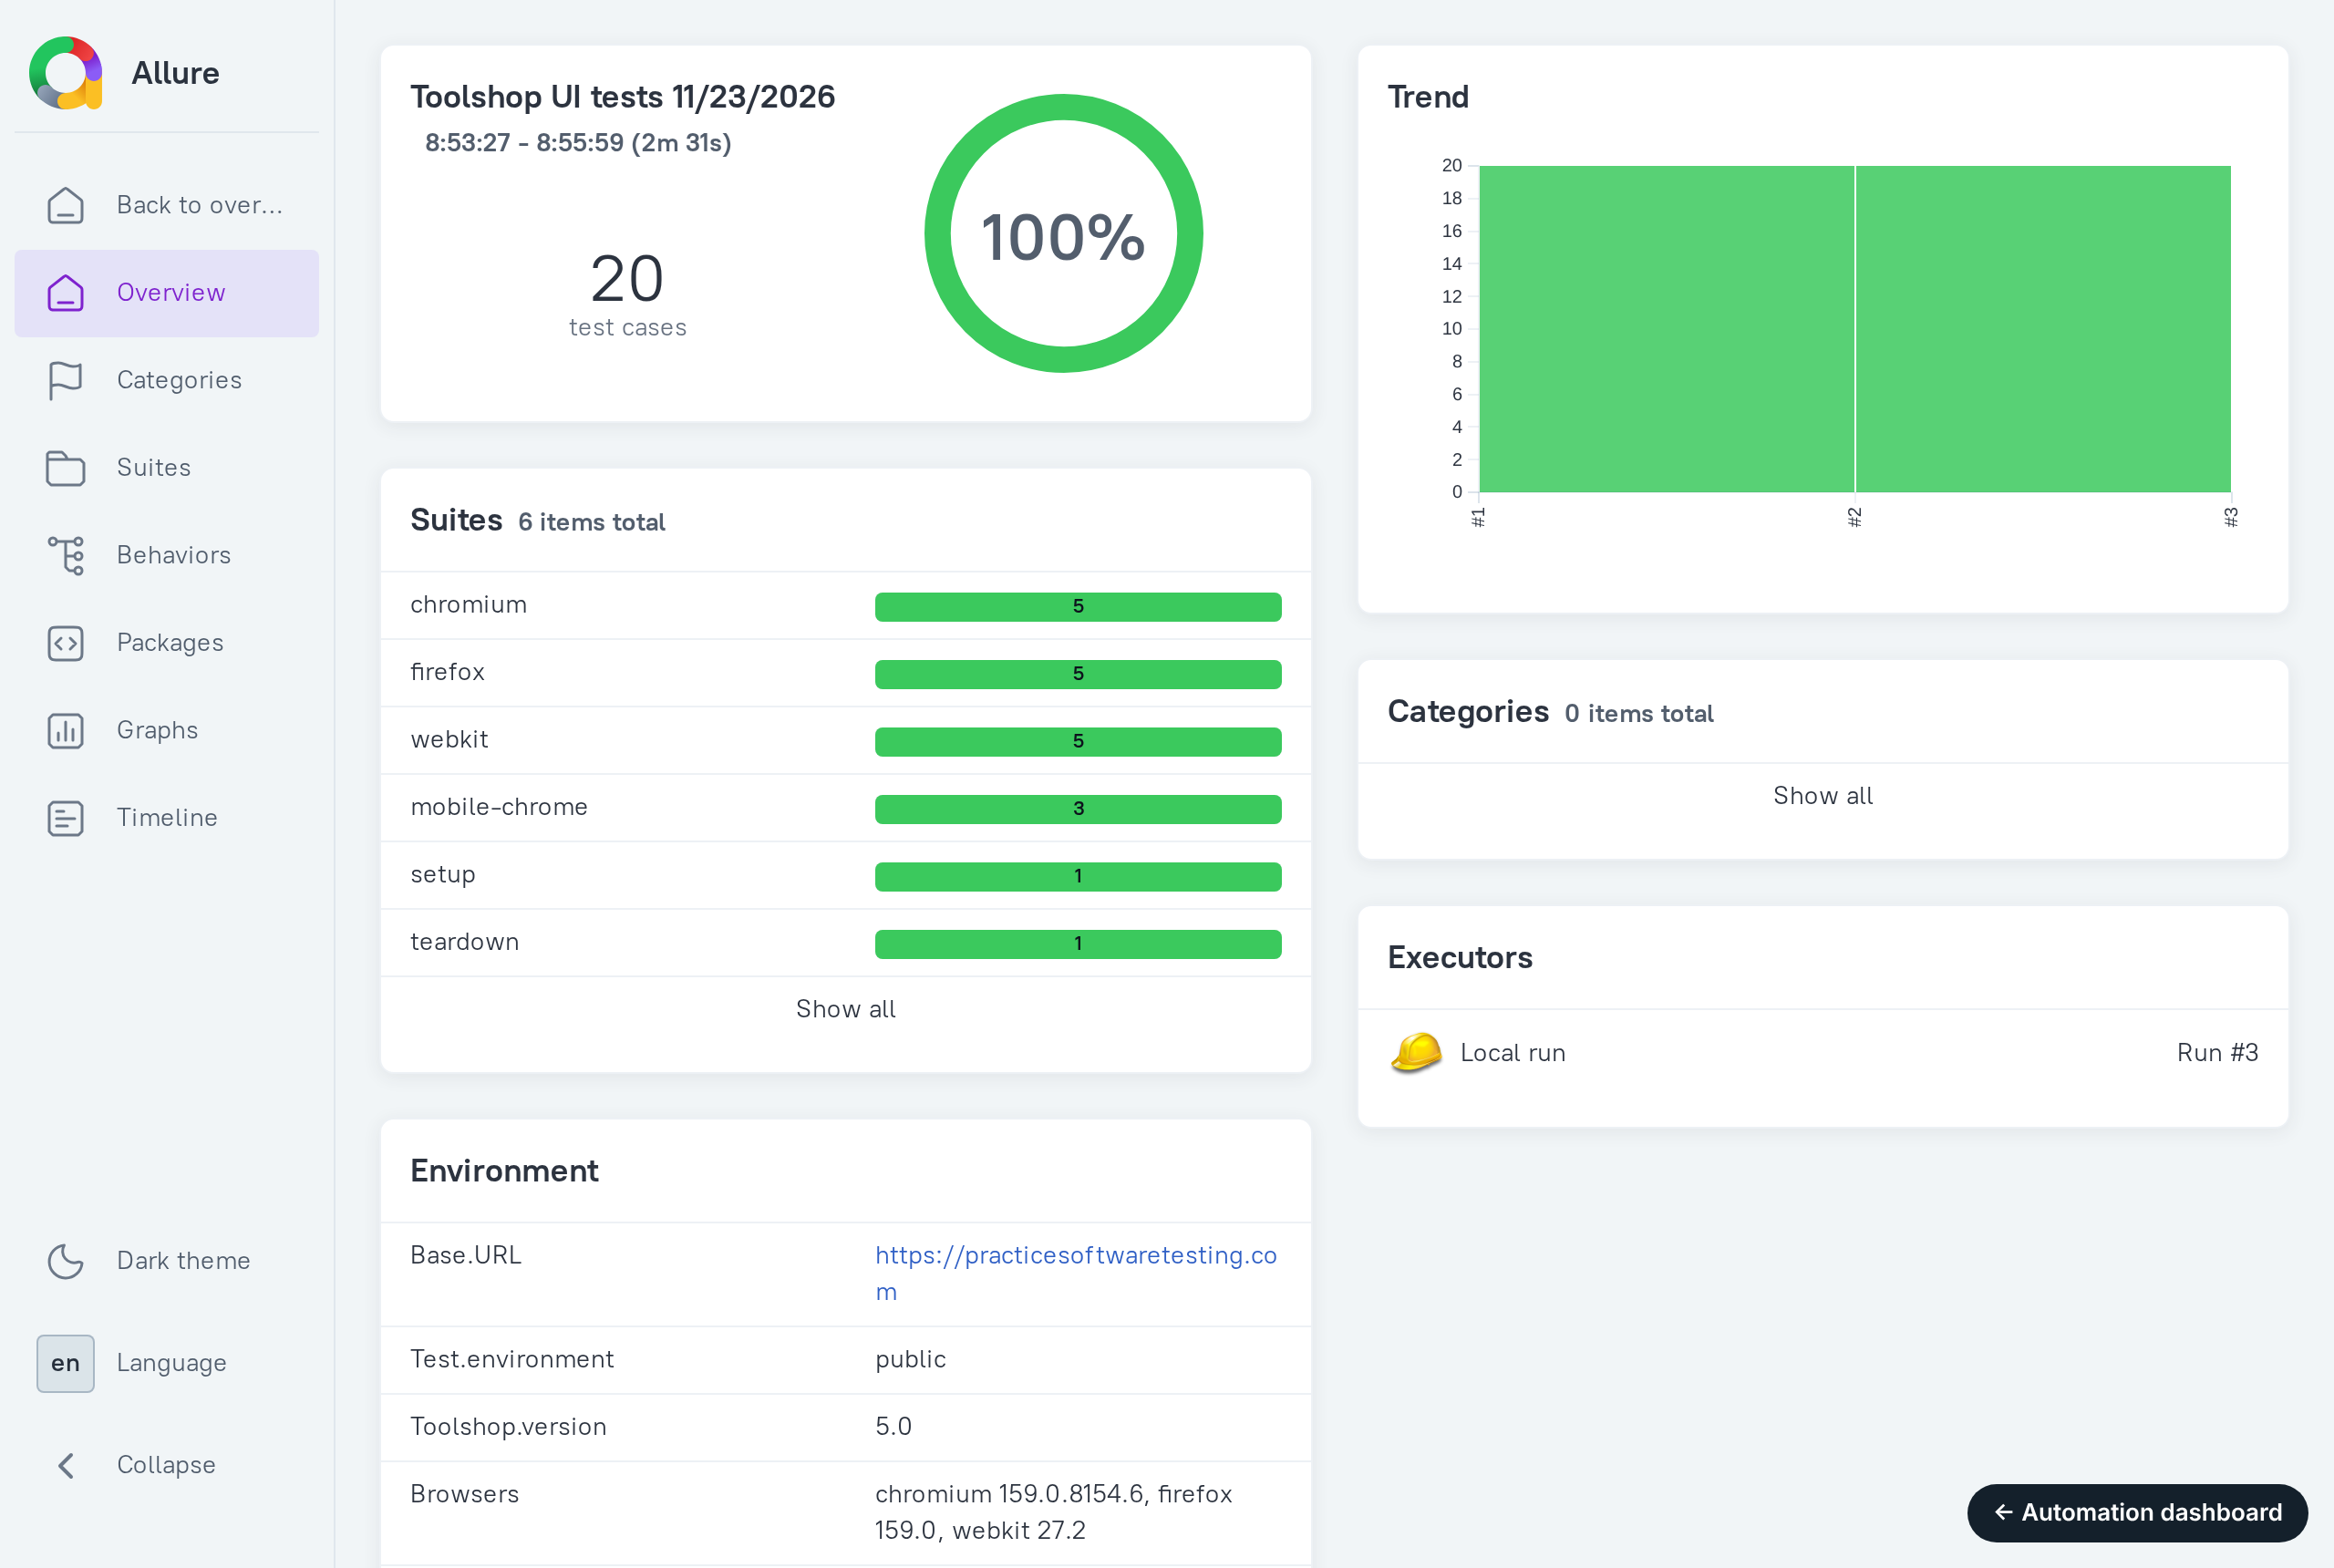 Allure
Back to over...
Overview
Categories
Suites
Behaviors
Packages
Graphs
Timeline
Dark theme
en Language
Collapse
Toolshop UI tests 11/23/2026
8:53:27 - 8:55:59 (2m 31s)
20
test cases
100%
Suites 6 items total
chromium 5
firefox 5
webkit 5
mobile-chrome 3
setup 1
teardown 1
Show all
Environment
Base.URL https://practicesoftwaretesting.co
m
Test.environment public
Toolshop.version 5.0
Browsers chromium 159.0.8154.6, firefox
159.0, webkit 27.2
Trend
20
18
16
14
12
10
8
6
4
2
0
#1 #2 #3
Categories 0 items total
Show all
Executors
Local run Run #3
← Automation dashboard